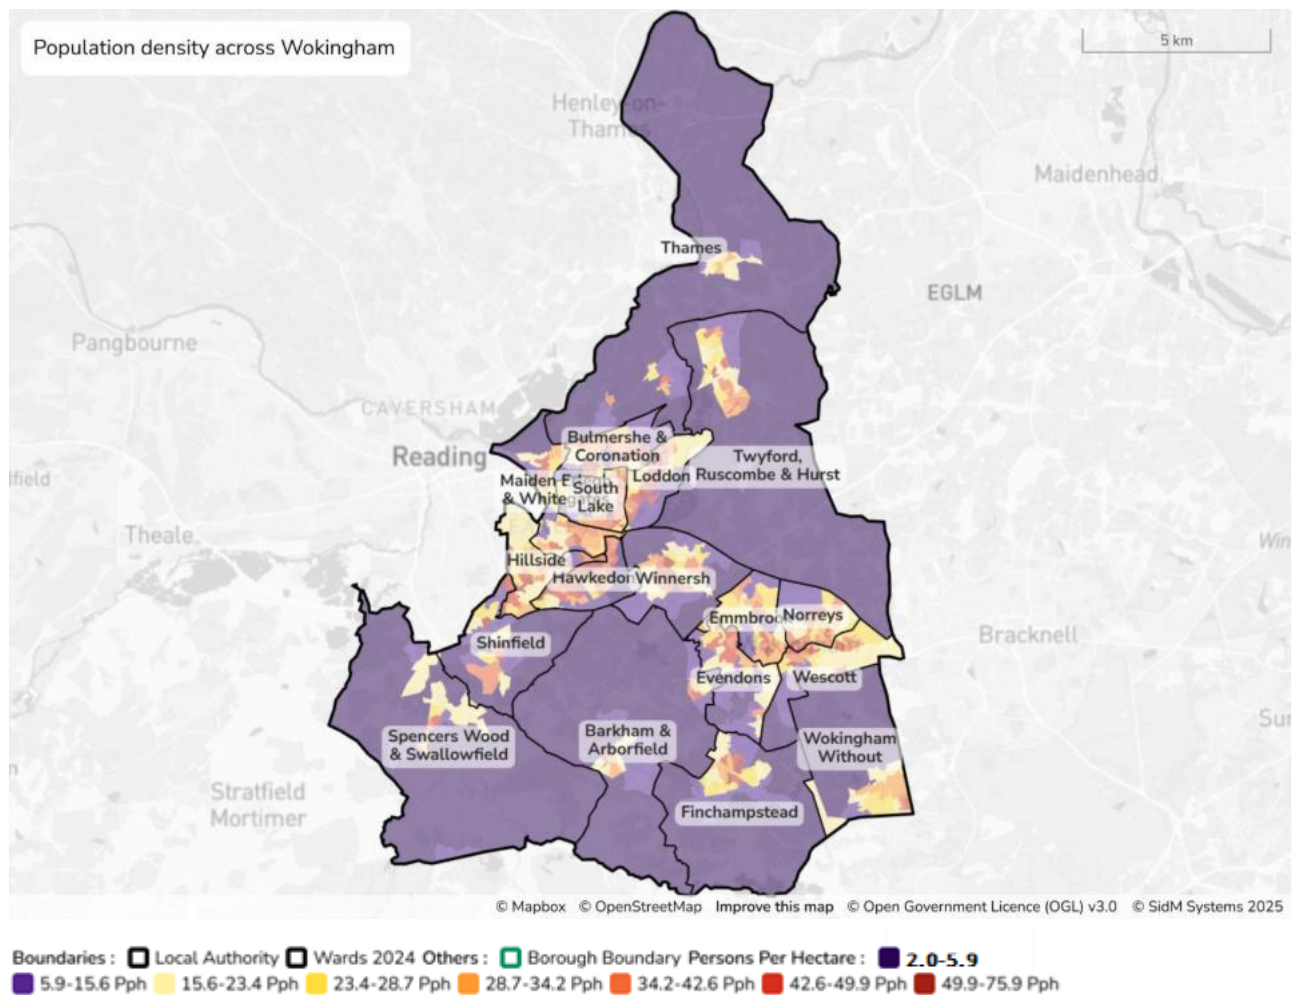 Population density across Wokingham
5 km
Henley-on-
Thames
Maidenhead
Thames
EGLM
Pangbourne
CAVERSHAM
Reading
Bulmershe &
Coronation
Twyford,
Ruscombe & Hurst
Loddon
Maiden E
& White
South
Lake
Theale
Hillside
Hawkedon
Winnersh
Emmbroo
Norreys
Bracknell
Shinfield
Evendons
Wescott
Spencers Wood
& Swallowfield
Barkham &
Arborfield
Wokingham
Without
Stratfield
Mortimer
Finchampstead
© Mapbox © OpenStreetMap Improve this map © Open Government Licence (OGL) v3.0 © SidM Systems 2025
Boundaries : Local Authority Wards 2024 Others : Borough Boundary Persons Per Hectare : 2.0-5.9
5.9-15.6 Pph 15.6-23.4 Pph 23.4-28.7 Pph 28.7-34.2 Pph 34.2-42.6 Pph 42.6-49.9 Pph 49.9-75.9 Pph